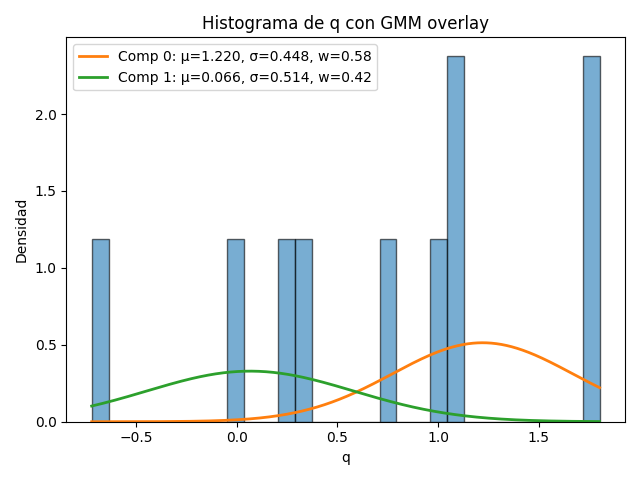 Histograma de q con GMM overlay
Comp 0: μ=1.220, σ=0.448, w=0.58
Comp 1: μ=0.066, σ=0.514, w=0.42
Densidad
2.0
1.5
1.0
0.5
0.0
−0.5
0.0
0.5
1.0
1.5
q